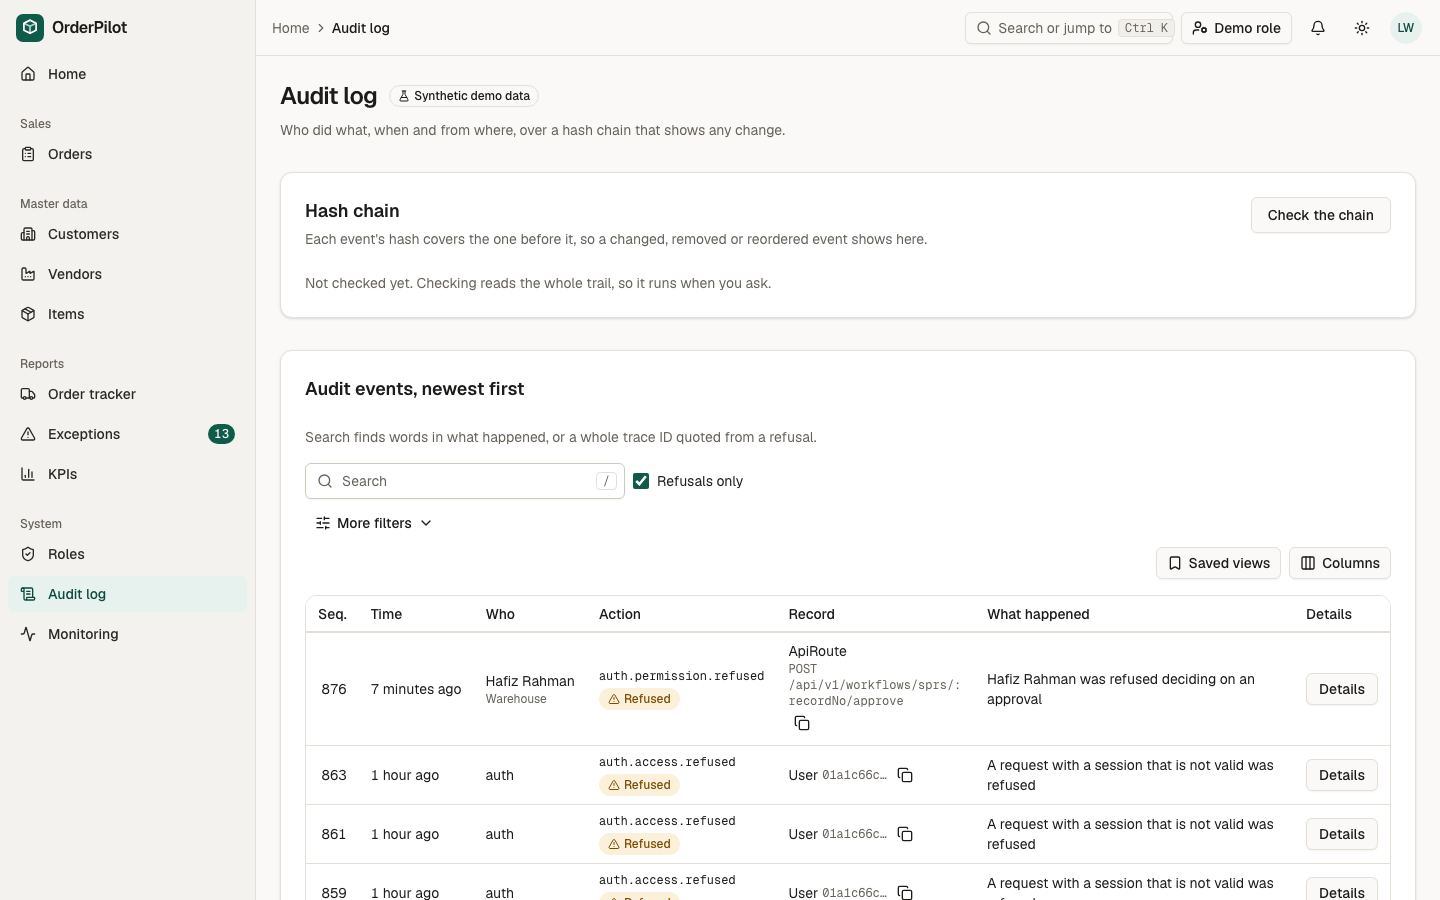 OrderPilot
Home
Sales
Orders
Master data
Customers
Vendors
Items
Reports
Order tracker
Exceptions 13
KPIs
System
Roles
Audit log
Monitoring
Home > Audit log
Search or jump to Ctrl K
Demo role
LW
Audit log
Synthetic demo data
Who did what, when and from where, over a hash chain that shows any change.
Hash chain
Check the chain
Each event's hash covers the one before it, so a changed, removed or reordered event shows here.
Not checked yet. Checking reads the whole trail, so it runs when you ask.
Audit events, newest first
Search finds words in what happened, or a whole trace ID quoted from a refusal.
Search /
Refusals only
More filters
Saved views
Columns
Seq. Time Who Action Record What happened Details
876 7 minutes ago
Hafiz Rahman
Warehouse
auth.permission.refused
Refused
ApiRoute
POST
/api/v1/workflows/sprs/:
recordNo/approve
Hafiz Rahman was refused deciding on an
approval
Details
863 1 hour ago auth
auth.access.refused
Refused
User 01a1c66c…
A request with a session that is not valid was
refused
Details
861 1 hour ago auth
auth.access.refused
Refused
User 01a1c66c…
A request with a session that is not valid was
refused
Details
859 1 hour ago auth
auth.access.refused
User 01a1c66c…
A request with a session that is not valid was
Details